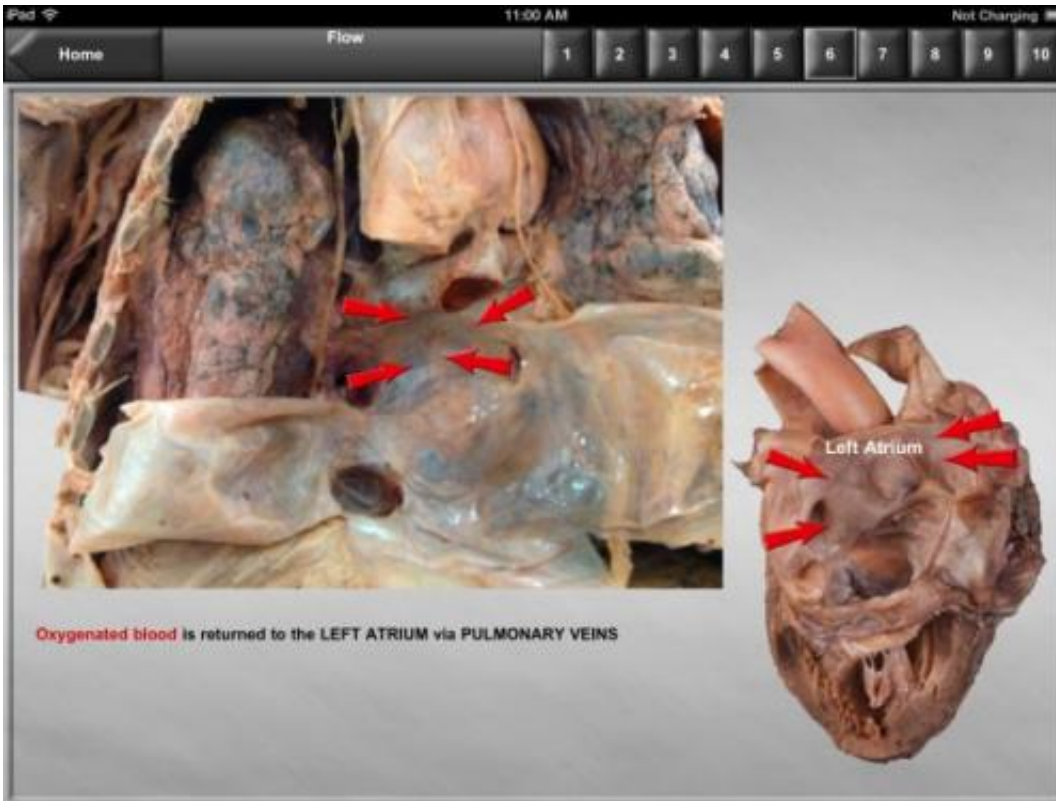 iPad
11:00 AM
Not Charging
Home
Flow
1
2
3
4
5
6
7
8
9
10
Left Atrium
Oxygenated blood is returned to the LEFT ATRIUM via PULMONARY VEINS